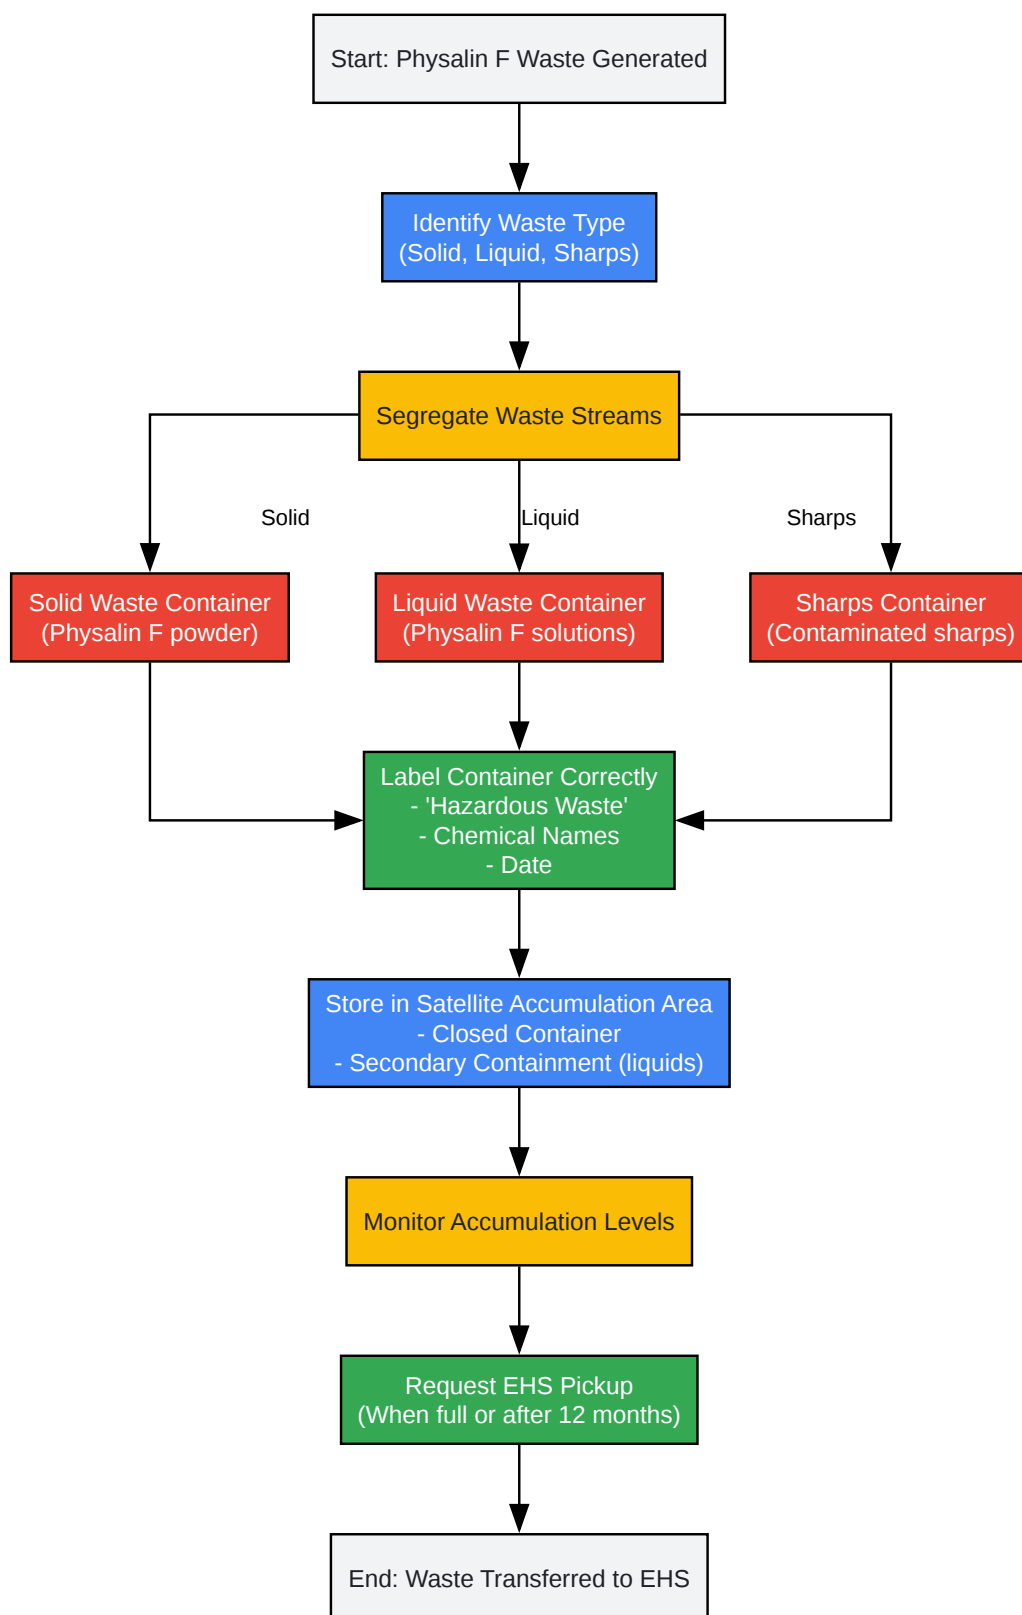 Start: Physalin F Waste Generated
Identify Waste Type
(Solid, Liquid, Sharps)
Segregate Waste Streams
Solid
Liquid
Sharps
Solid Waste Container
(Physalin F powder)
Liquid Waste Container
(Physalin F solutions)
Sharps Container
(Contaminated sharps)
Label Container Correctly
- 'Hazardous Waste'
- Chemical Names
- Date
Store in Satellite Accumulation Area
- Closed Container
- Secondary Containment (liquids)
Monitor Accumulation Levels
Request EHS Pickup
(When full or after 12 months)
End: Waste Transferred to EHS